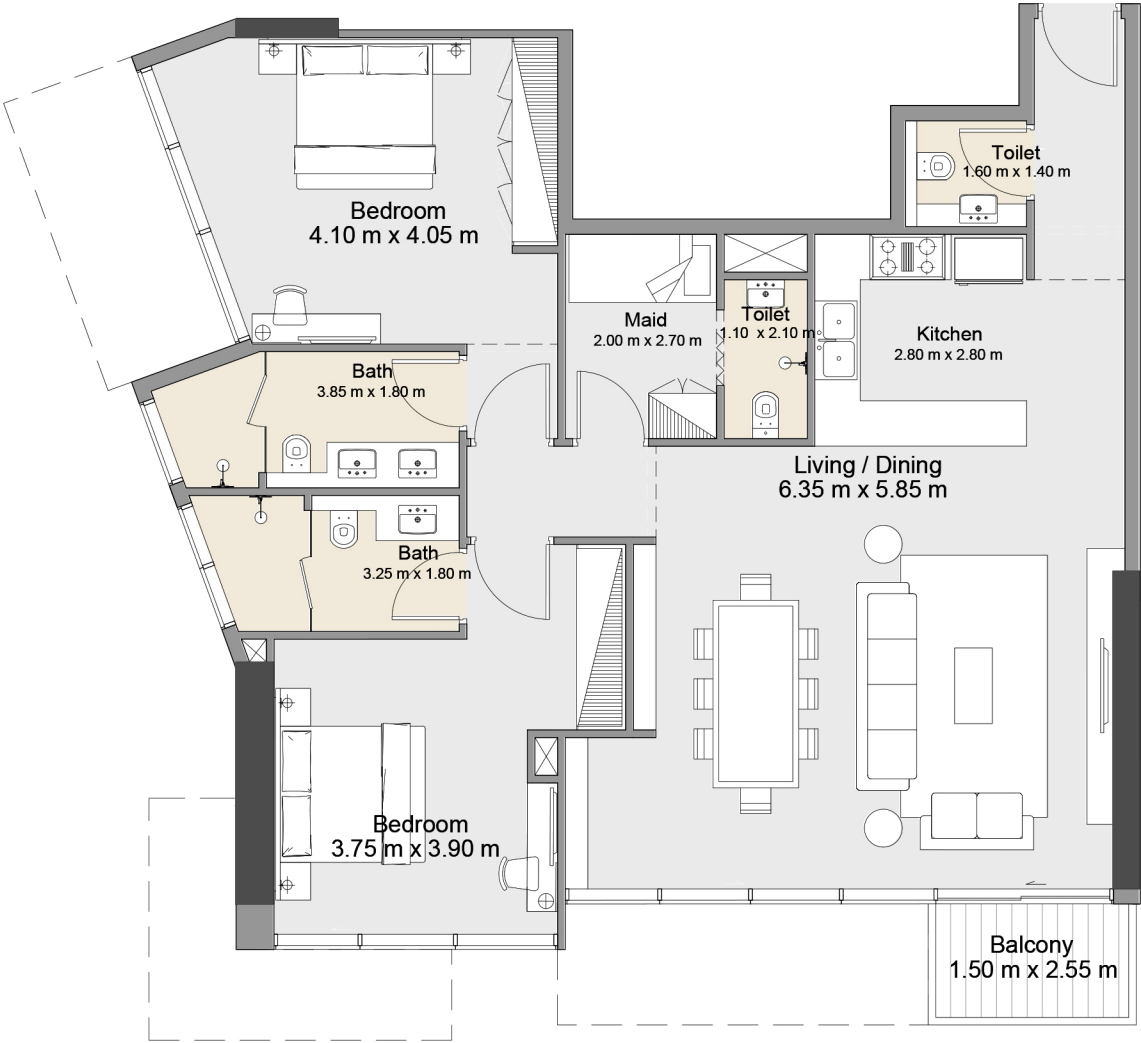 Toilet
1.60 m x 1.40 m
Bedroom
4.10 m x 4.05 m
Maid
2.00 m x 2.70 m
Toilet
1.10 x 2.10 m
Kitchen
2.80 m x 2.80 m
Bath
3.85 m x 1.80 m
Living / Dining
6.35 m x 5.85 m
Bath
3.25 m x 1.80 m
Bedroom
3.75 m x 3.90 m
Balcony
1.50 m x 2.55 m